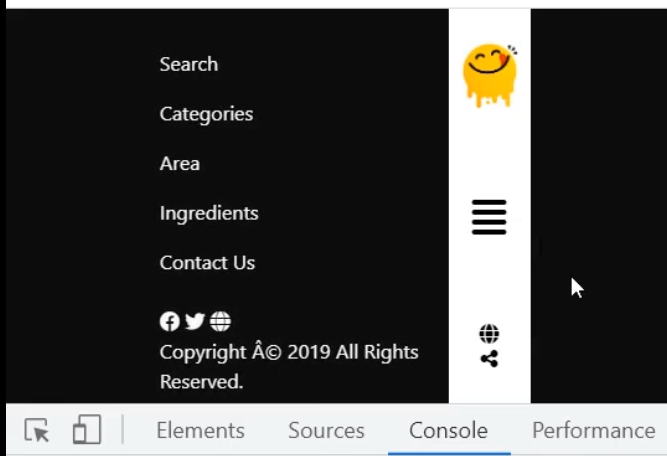 Search
Categories
Area
Ingredients
Contact Us
Copyright Â© 2019 All Rights
Reserved.
Elements Sources Console Performance